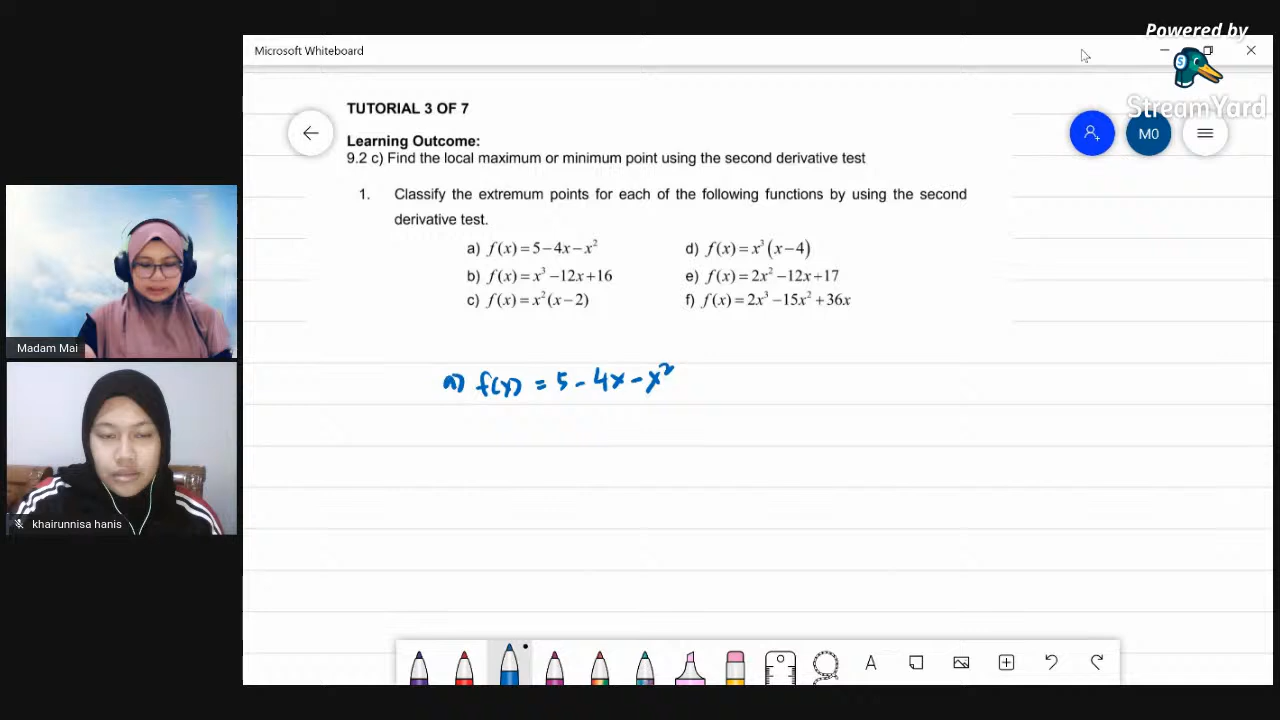 Powered by
StreamYard
Microsoft Whiteboard
M0
TUTORIAL 3 OF 7
Learning Outcome:
9.2 c) Find the local maximum or minimum point using the second derivative test
1. Classify the extremum points for each of the following functions by using the second
derivative test.
a) f(x) = 5 − 4x − x²
d) f(x) = x³(x − 4)
b) f(x) = x³ − 12x + 16
e) f(x) = 2x² − 12x + 17
c) f(x) = x²(x − 2)
f) f(x) = 2x³ − 15x² + 36x
a) f(x) = 5 − 4x − x²
Madam Mai
khairunnisa hanis
A